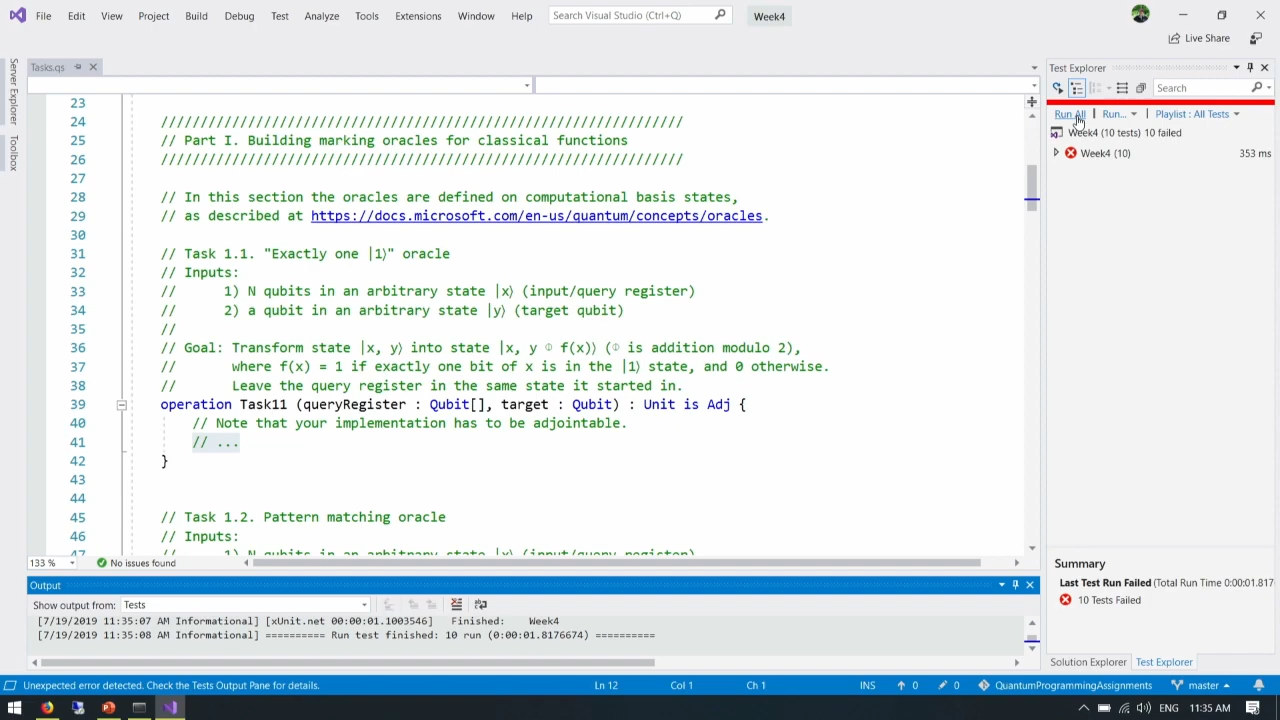 File Edit View Project Build Debug Test Analyze Tools Extensions Window Help Search Visual Studio (Ctrl+Q) Week4
Live Share
Server Explorer
Toolbox
Tasks.qs
23
24 ////////////////////////////////////////////////////////////////////
25 // Part I. Building marking oracles for classical functions
26 ////////////////////////////////////////////////////////////////////
27
28 // In this section the oracles are defined on computational basis states,
29 // as described at https://docs.microsoft.com/en-us/quantum/concepts/oracles.
30
31 // Task 1.1. "Exactly one |1⟩" oracle
32 // Inputs:
33 // 1) N qubits in an arbitrary state |x⟩ (input/query register)
34 // 2) a qubit in an arbitrary state |y⟩ (target qubit)
35 //
36 // Goal: Transform state |x, y⟩ into state |x, y ⊕ f(x)⟩ (⊕ is addition modulo 2),
37 // where f(x) = 1 if exactly one bit of x is in the |1⟩ state, and 0 otherwise.
38 // Leave the query register in the same state it started in.
39 operation Task11 (queryRegister : Qubit[], target : Qubit) : Unit is Adj {
40 // Note that your implementation has to be adjointable.
41 // ...
42 }
43
44
45 // Task 1.2. Pattern matching oracle
46 // Inputs:
47 // 1) N qubits in an arbitrary state |x⟩ (input/query register)
133 % No issues found
Output
Show output from: Tests
[7/19/2019 11:35:07 AM Informational] [xUnit.net 00:00:01.1003546] Finished: Week4
[7/19/2019 11:35:08 AM Informational] ========== Run test finished: 10 run (0:00:01.8176674) ==========
Test Explorer
Search
Run All | Run... | Playlist : All Tests
Week4 (10 tests) 10 failed
Week4 (10) 353 ms
Summary
Last Test Run Failed (Total Run Time 0:00:01.817
10 Tests Failed
Solution Explorer Test Explorer
Unexpected error detected. Check the Tests Output Pane for details. Ln 12 Col 1 Ch 1 INS 0 0 QuantumProgrammingAssignments master
ENG 11:35 AM